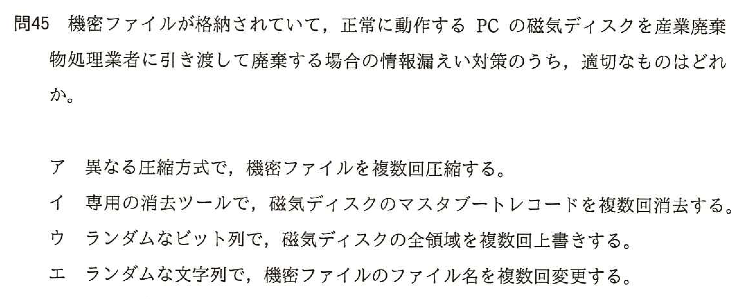 問45 機密ファイルが格納されていて，正常に動作する PC の磁気ディスクを産業廃棄
物処理業者に引き渡して廃棄する場合の情報漏えい対策のうち，適切なものはどれ
か。
ア 異なる圧縮方式で，機密ファイルを複数回圧縮する。
イ 専用の消去ツールで，磁気ディスクのマスタブートレコードを複数回消去する。
ウ ランダムなビット列で，磁気ディスクの全領域を複数回上書きする。
エ ランダムな文字列で，機密ファイルのファイル名を複数回変更する。